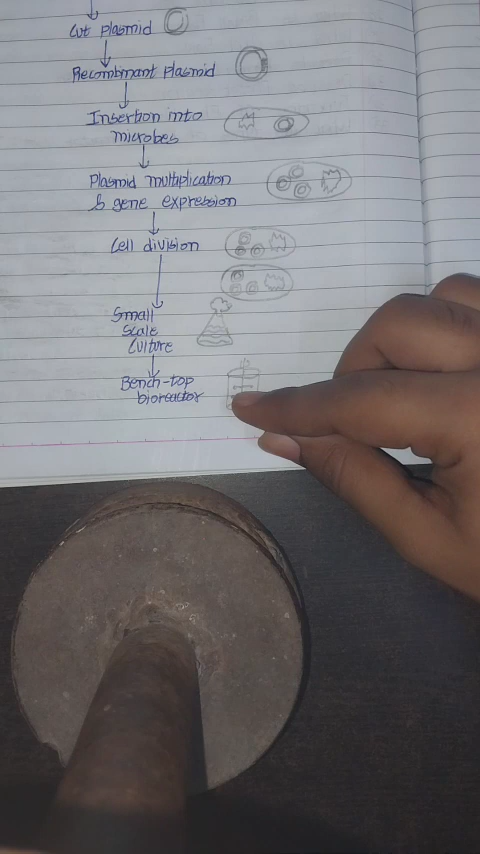 Cut plasmid
Recombinant plasmid
Insertion into
microbes
Plasmid multiplication
& gene expression
Cell division
Small
scale
Culture
Bench-top
bioreactor